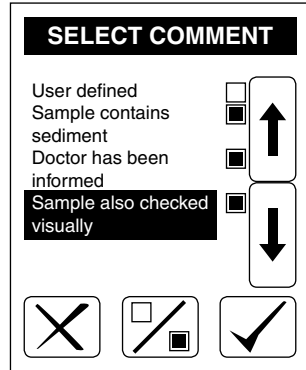 SELECT COMMENT
User defined
Sample contains
sediment
Doctor has been
informed
Sample also checked
visually